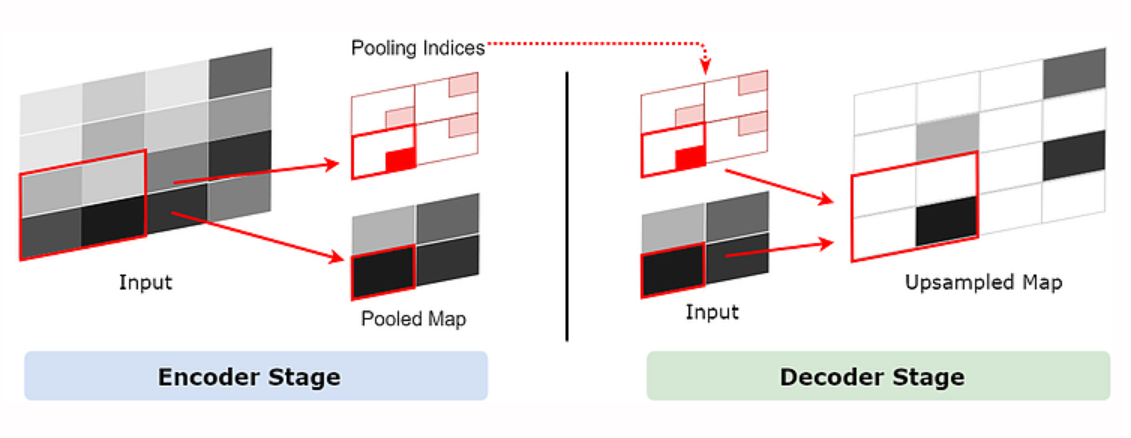 Pooling Indices
Input
Pooled Map
Encoder Stage
Input
Upsampled Map
Decoder Stage